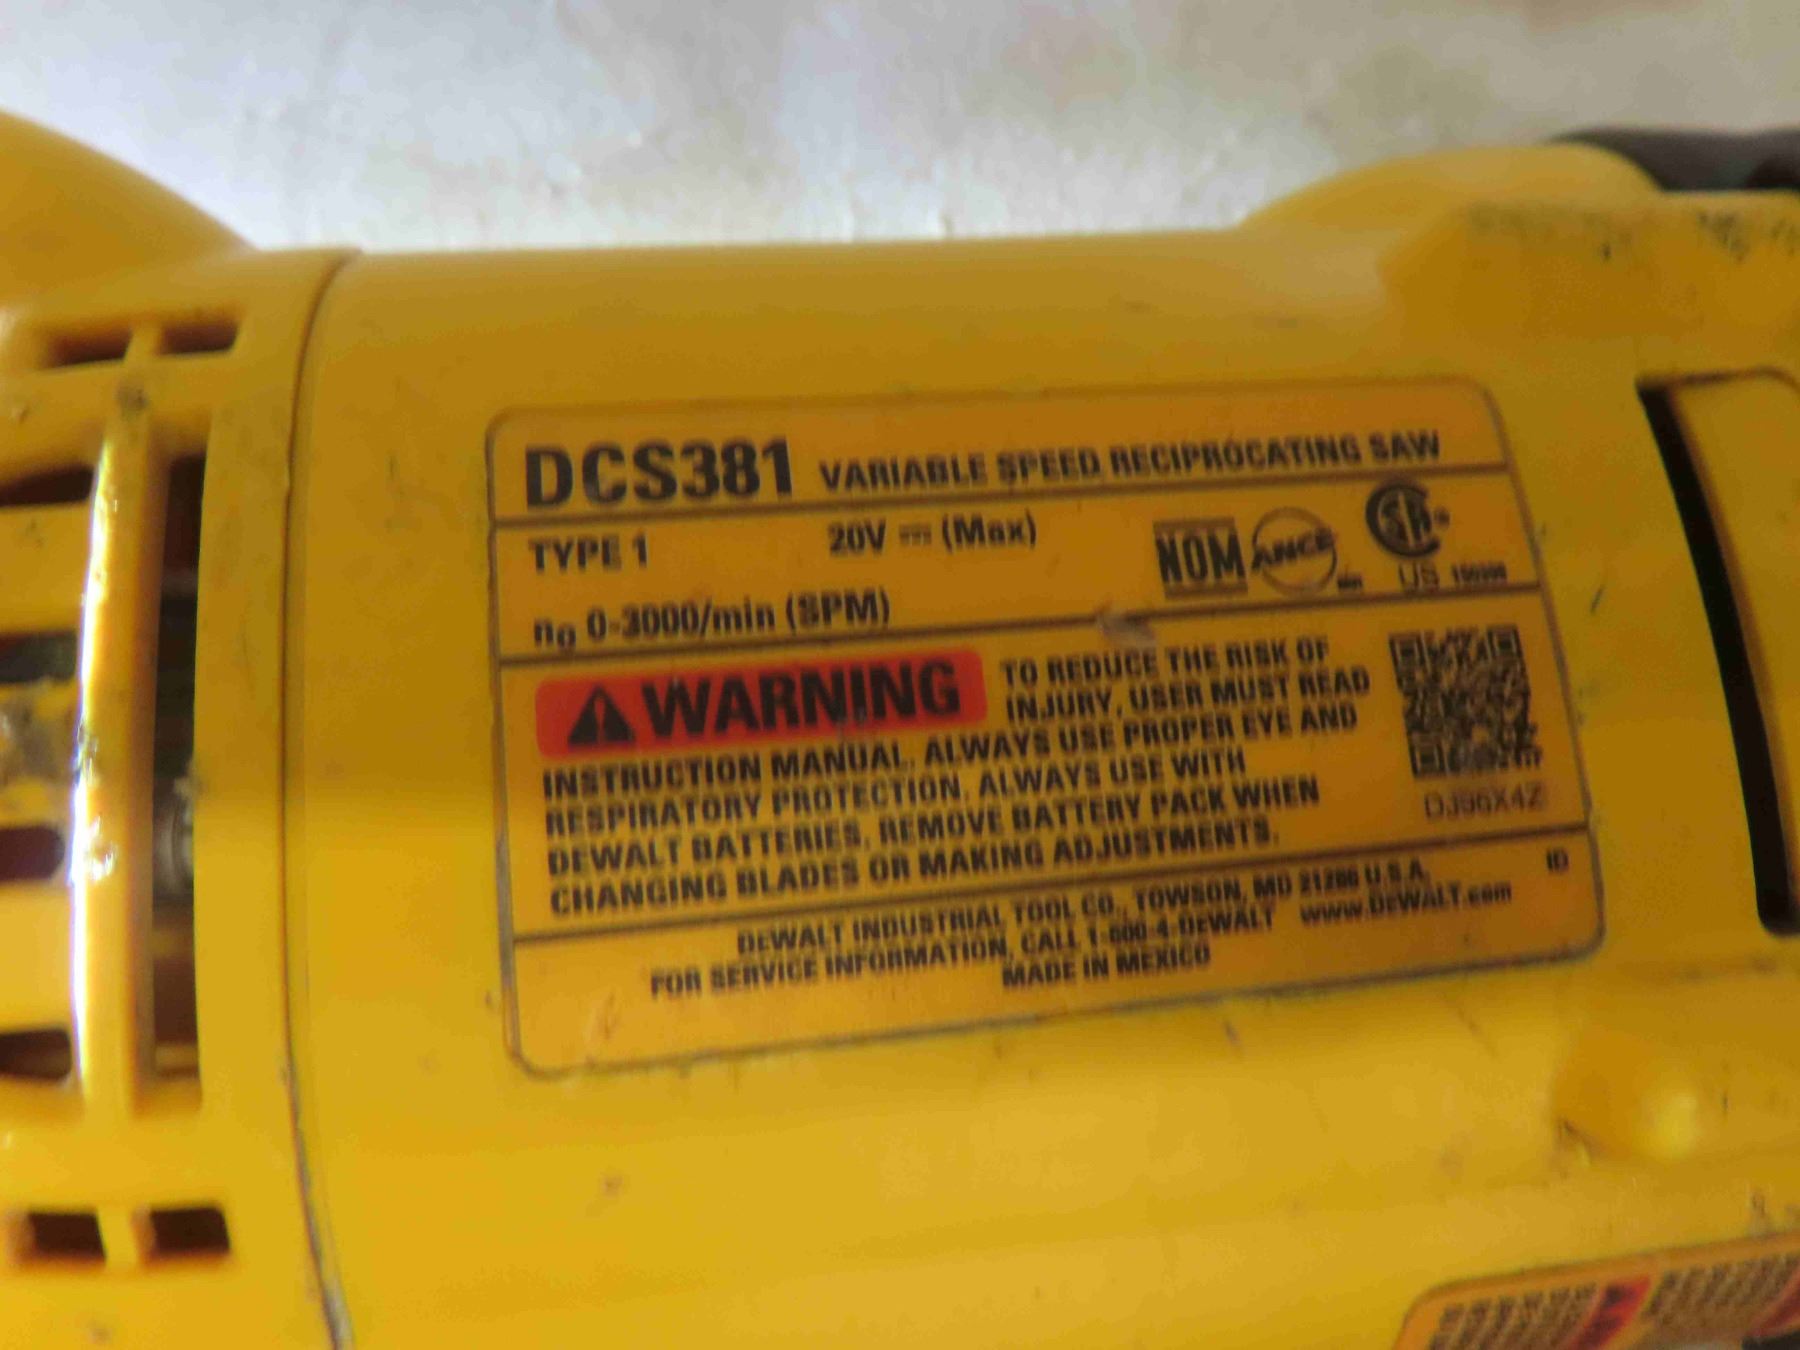 DCS381 VARIABLE SPEED RECIPROCATING SAW
TYPE 1 20V ⎓ (Max)
NOM ANCE CSA US
n₀ 0-3000/min (SPM)
WARNING TO REDUCE THE RISK OF
INJURY, USER MUST READ
INSTRUCTION MANUAL. ALWAYS USE PROPER EYE AND
RESPIRATORY PROTECTION. ALWAYS USE WITH
DEWALT BATTERIES. REMOVE BATTERY PACK WHEN
CHANGING BLADES OR MAKING ADJUSTMENTS.
DJ96X4Z
DEWALT INDUSTRIAL TOOL CO., TOWSON, MD 21286 U.S.A. ID
FOR SERVICE INFORMATION, CALL 1-800-4-DEWALT www.DEWALT.com
MADE IN MEXICO